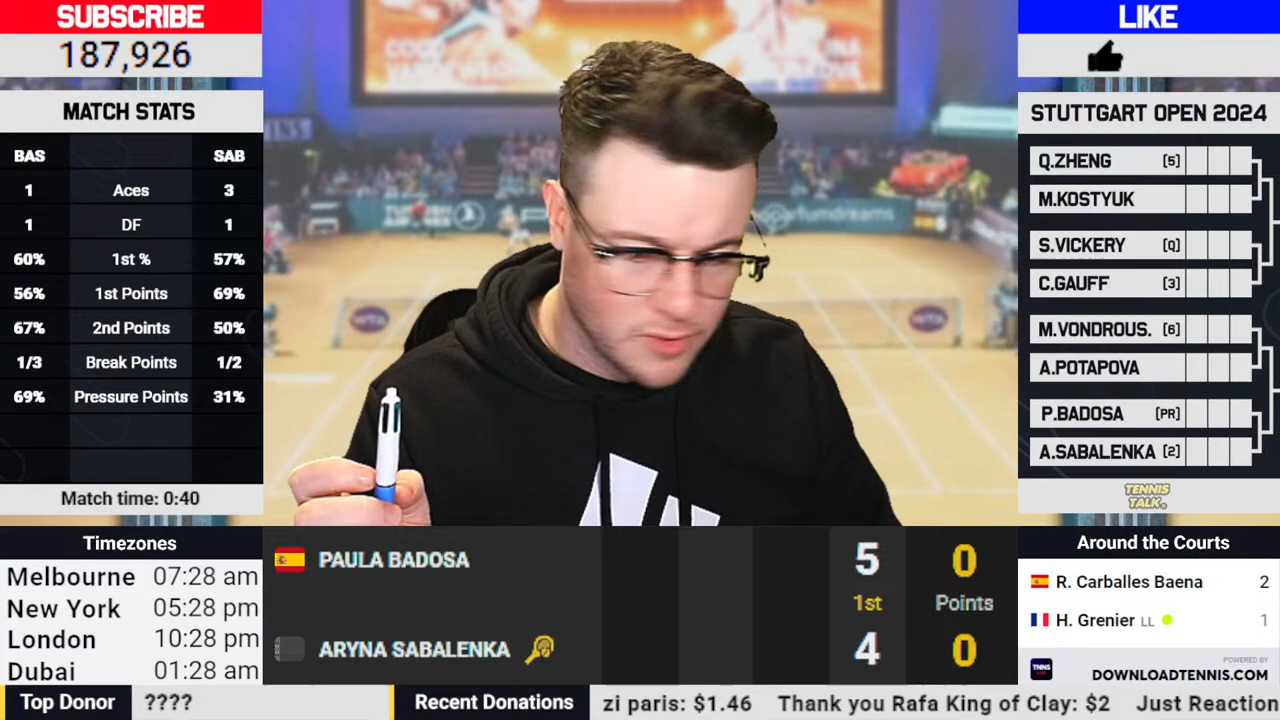 SUBSCRIBE
187,926
MATCH STATS
BAS SAB
1 Aces 3
1 DF 1
60% 1st % 57%
56% 1st Points 69%
67% 2nd Points 50%
1/3 Break Points 1/2
69% Pressure Points 31%
Match time: 0:40
Timezones
Melbourne 07:28 am
New York 05:28 pm
London 10:28 pm
Dubai 01:28 am
LIKE
STUTTGART OPEN 2024
Q.ZHENG [5]
M.KOSTYUK
S.VICKERY [Q]
C.GAUFF [3]
M.VONDROUS. [6]
A.POTAPOVA
P.BADOSA [PR]
A.SABALENKA [2]
TENNIS
TALK.
Around the Courts
R. Carballes Baena 2
H. Grenier LL 1
POWERED BY
TNNS
DOWNLOADTENNIS.COM
PAULA BADOSA 5 0
1st Points
ARYNA SABALENKA 4 0
Top Donor ???? Recent Donations zi paris: $1.46 Thank you Rafa King of Clay: $2 Just Reaction